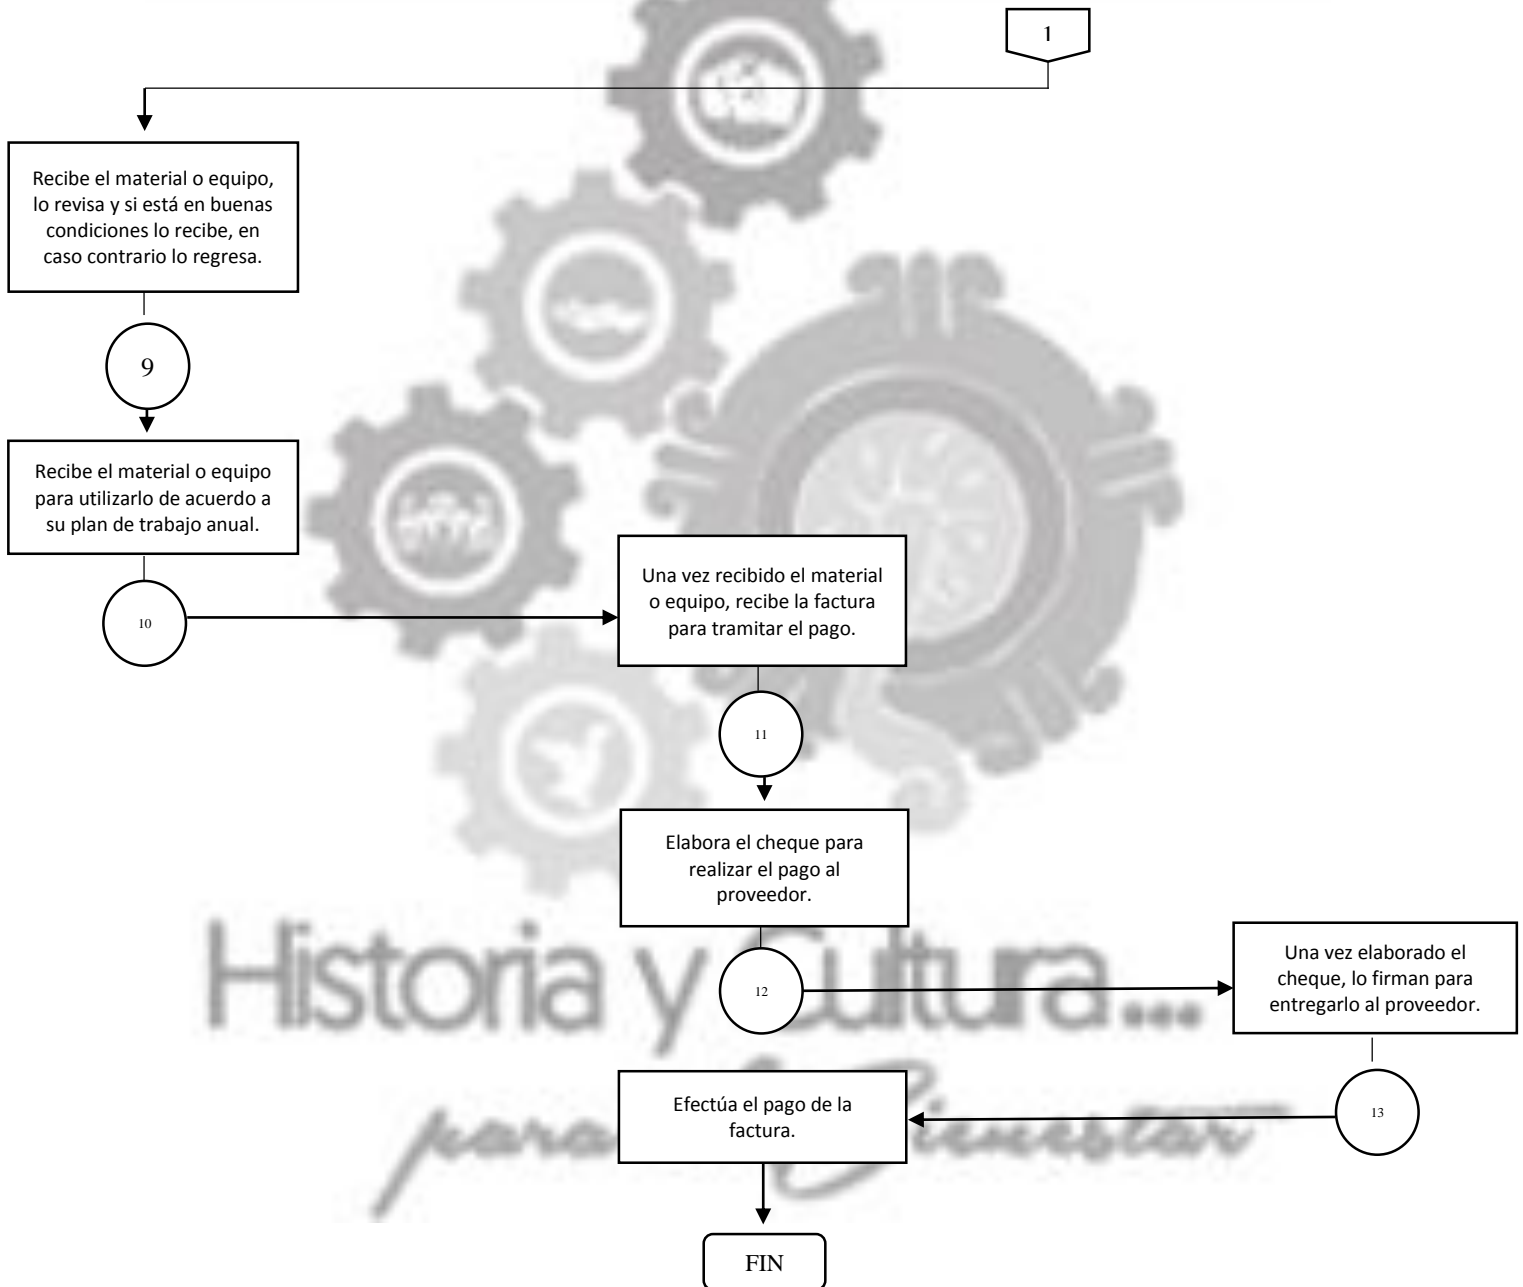 1
Recibe el material o equipo,
lo revisa y si está en buenas
condiciones lo recibe, en
caso contrario lo regresa.
9
Recibe el material o equipo
para utilizarlo de acuerdo a
su plan de trabajo anual.
10
Una vez recibido el material
o equipo, recibe la factura
para tramitar el pago.
11
Elabora el cheque para
realizar el pago al
proveedor.
12
Una vez elaborado el
cheque, lo firman para
entregarlo al proveedor.
13
Efectúa el pago de la
factura.
FIN
Historia y Cultura...
para Bienestar